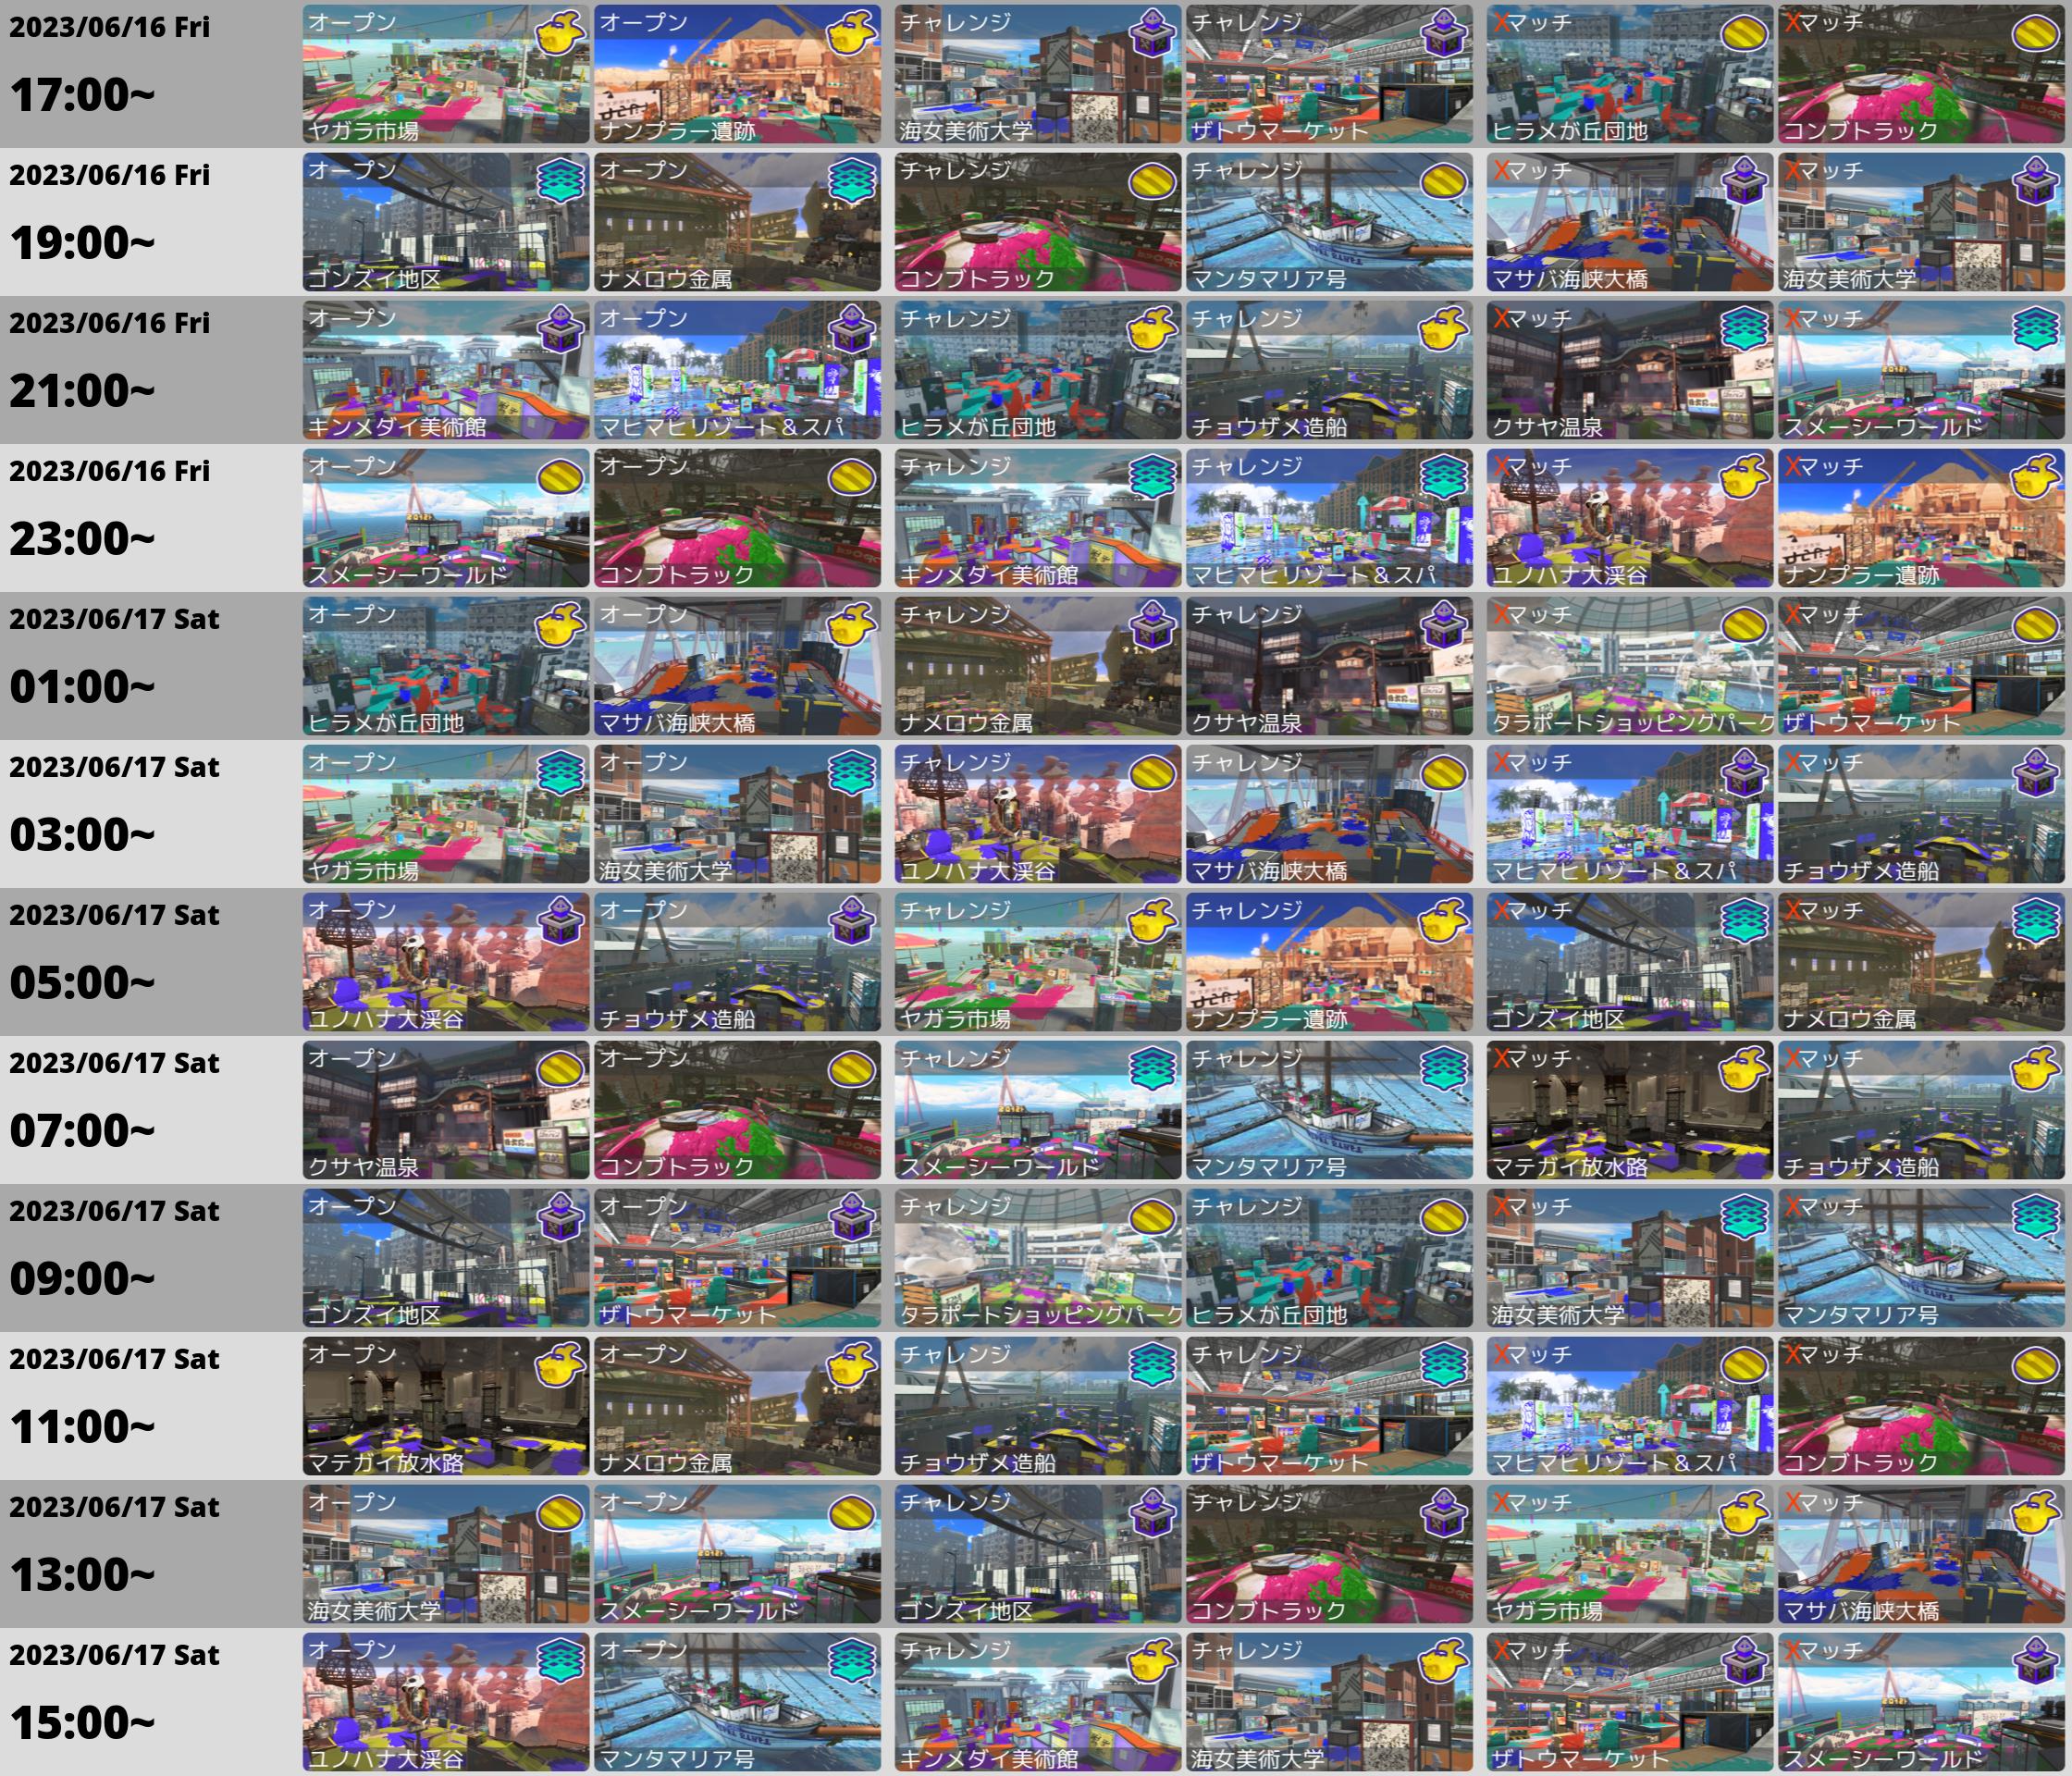 2023/06/16 Fri
17:00~
オープン
ヤガラ市場
オープン
ナンプラー遺跡
チャレンジ
海女美術大学
チャレンジ
ザトウマーケット
Xマッチ
ヒラメが丘団地
Xマッチ
コンブトラック
2023/06/16 Fri
19:00~
オープン
ゴンズイ地区
オープン
ナメロウ金属
チャレンジ
コンブトラック
チャレンジ
マンタマリア号
Xマッチ
マサバ海峡大橋
Xマッチ
海女美術大学
2023/06/16 Fri
21:00~
オープン
キンメダイ美術館
オープン
マヒマヒリゾート＆スパ
チャレンジ
ヒラメが丘団地
チャレンジ
チョウザメ造船
Xマッチ
クサヤ温泉
Xマッチ
スメーシーワールド
2023/06/16 Fri
23:00~
オープン
スメーシーワールド
オープン
コンブトラック
チャレンジ
キンメダイ美術館
チャレンジ
マヒマヒリゾート＆スパ
Xマッチ
ユノハナ大渓谷
Xマッチ
ナンプラー遺跡
2023/06/17 Sat
01:00~
オープン
ヒラメが丘団地
オープン
マサバ海峡大橋
チャレンジ
ナメロウ金属
チャレンジ
クサヤ温泉
Xマッチ
タラポートショッピングパーク
Xマッチ
ザトウマーケット
2023/06/17 Sat
03:00~
オープン
ヤガラ市場
オープン
海女美術大学
チャレンジ
ユノハナ大渓谷
チャレンジ
マサバ海峡大橋
Xマッチ
マヒマヒリゾート＆スパ
Xマッチ
チョウザメ造船
2023/06/17 Sat
05:00~
オープン
ユノハナ大渓谷
オープン
チョウザメ造船
チャレンジ
ヤガラ市場
チャレンジ
ナンプラー遺跡
Xマッチ
ゴンズイ地区
Xマッチ
ナメロウ金属
2023/06/17 Sat
07:00~
オープン
クサヤ温泉
オープン
コンブトラック
チャレンジ
スメーシーワールド
チャレンジ
マンタマリア号
Xマッチ
マテガイ放水路
Xマッチ
チョウザメ造船
2023/06/17 Sat
09:00~
オープン
ゴンズイ地区
オープン
ザトウマーケット
チャレンジ
タラポートショッピングパーク
チャレンジ
ヒラメが丘団地
Xマッチ
海女美術大学
Xマッチ
マンタマリア号
2023/06/17 Sat
11:00~
オープン
マテガイ放水路
オープン
ナメロウ金属
チャレンジ
チョウザメ造船
チャレンジ
ザトウマーケット
Xマッチ
マヒマヒリゾート＆スパ
Xマッチ
コンブトラック
2023/06/17 Sat
13:00~
オープン
海女美術大学
オープン
スメーシーワールド
チャレンジ
ゴンズイ地区
チャレンジ
コンブトラック
Xマッチ
ヤガラ市場
Xマッチ
マサバ海峡大橋
2023/06/17 Sat
15:00~
オープン
ユノハナ大渓谷
オープン
マンタマリア号
チャレンジ
キンメダイ美術館
チャレンジ
海女美術大学
Xマッチ
ザトウマーケット
Xマッチ
スメーシーワールド